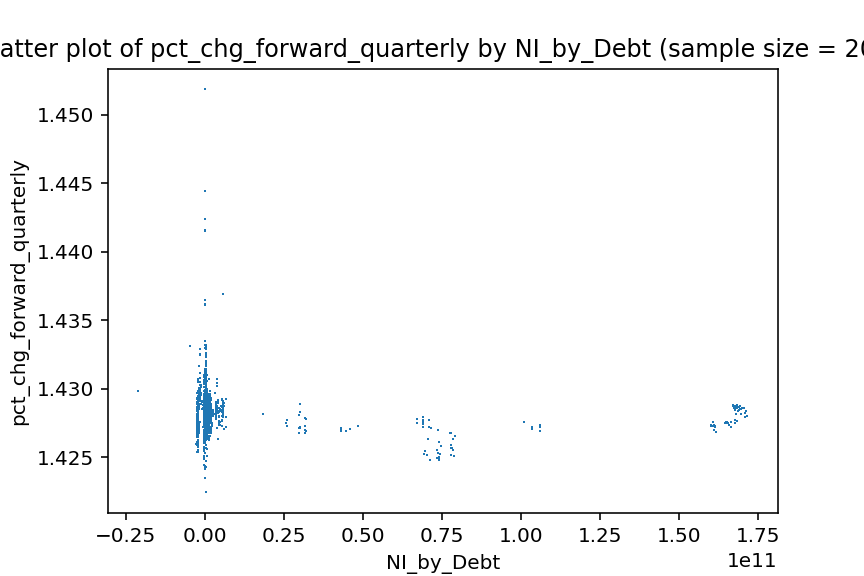 atter plot of pct_chg_forward_quarterly by NI_by_Debt (sample size = 20
1.450
1.445
1.440
1.435
1.430
1.425
pct_chg_forward_quarterly
−0.25 0.00 0.25 0.50 0.75 1.00 1.25 1.50 1.75
1e11
NI_by_Debt